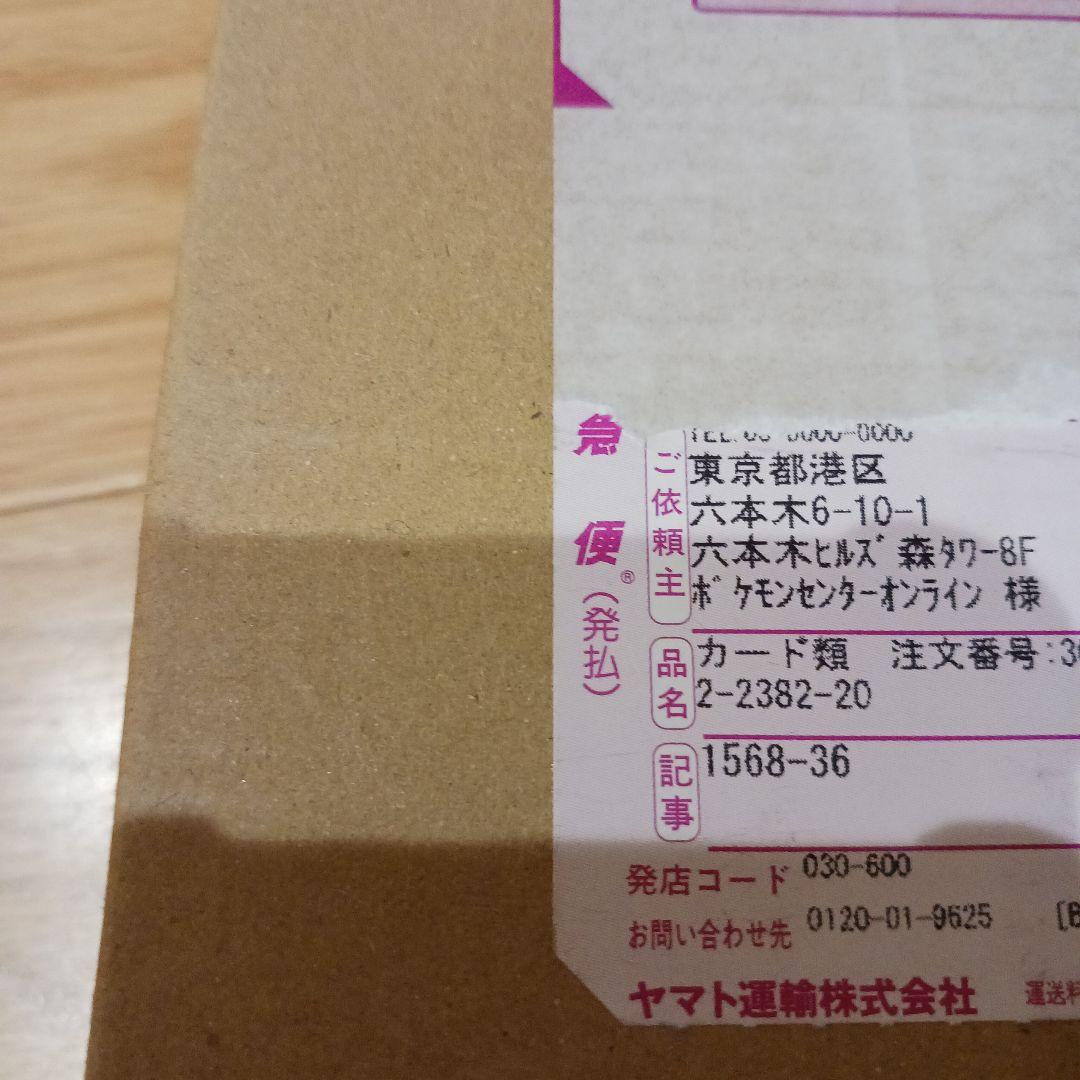 急便®(発払)
ご依頼主
東京都港区
六本木6-10-1
六本木ヒルズ森タワー8F
ポケモンセンターオンライン 様
品名
カード類 注文番号:3
2-2382-20
記事
1568-36
発店コード 030-600
お問い合わせ先 0120-01-9625 [B
ヤマト運輸株式会社 運送料